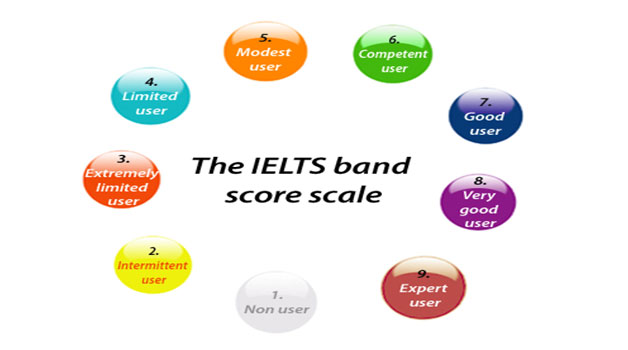 The IELTS band
score scale
1.
Non user
2.
Intermittent
user
3.
Extremely
limited
user
4.
Limited
user
5.
Modest
user
6.
Competent
user
7.
Good
user
8.
Very
good
user
9.
Expert
user